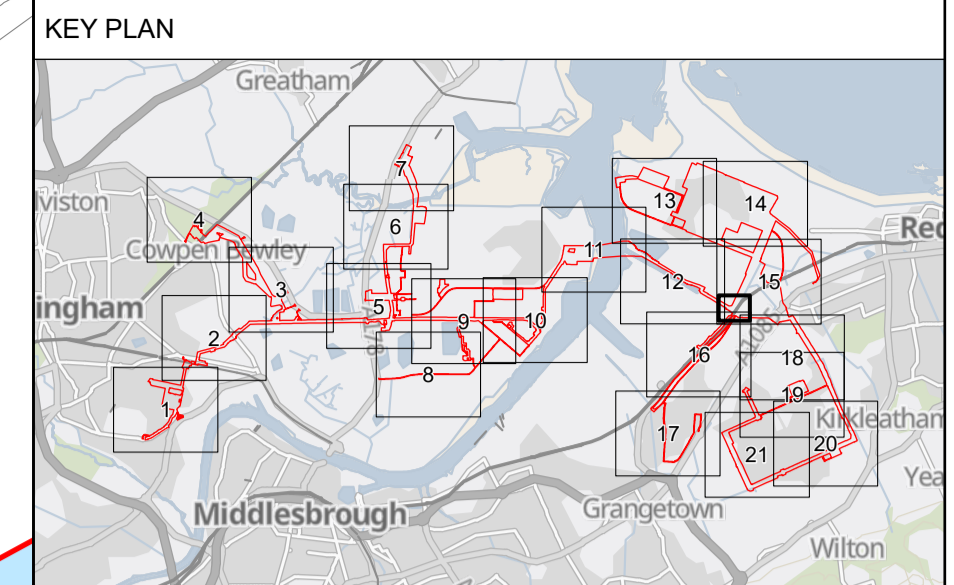 KEY PLAN
Greatham
lviston
4
7
6
13
14
Red
Cowpen Bewley
11
3
12
15
ingham
5
A178
9
10
2
A1085
16
18
8
1
19
Kirkleatham
17
21
20
Yea
Middlesbrough
Grangetown
Wilton